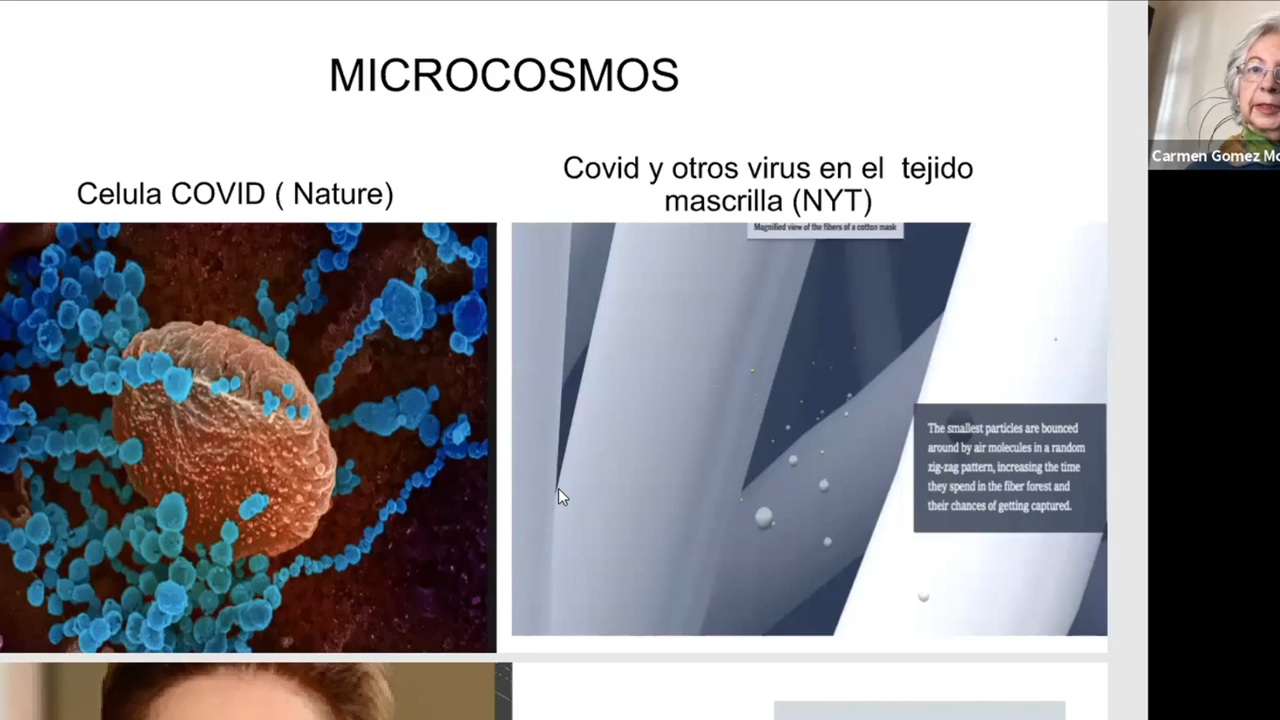 MICROCOSMOS
Celula COVID ( Nature)
Covid y otros virus en el tejido
mascrilla (NYT)
Magnified view of the fibers of a cotton mask
The smallest particles are bounced
around by air molecules in a random
zig-zag pattern, increasing the time
they spend in the fiber forest and
their chances of getting captured.
Carmen Gomez